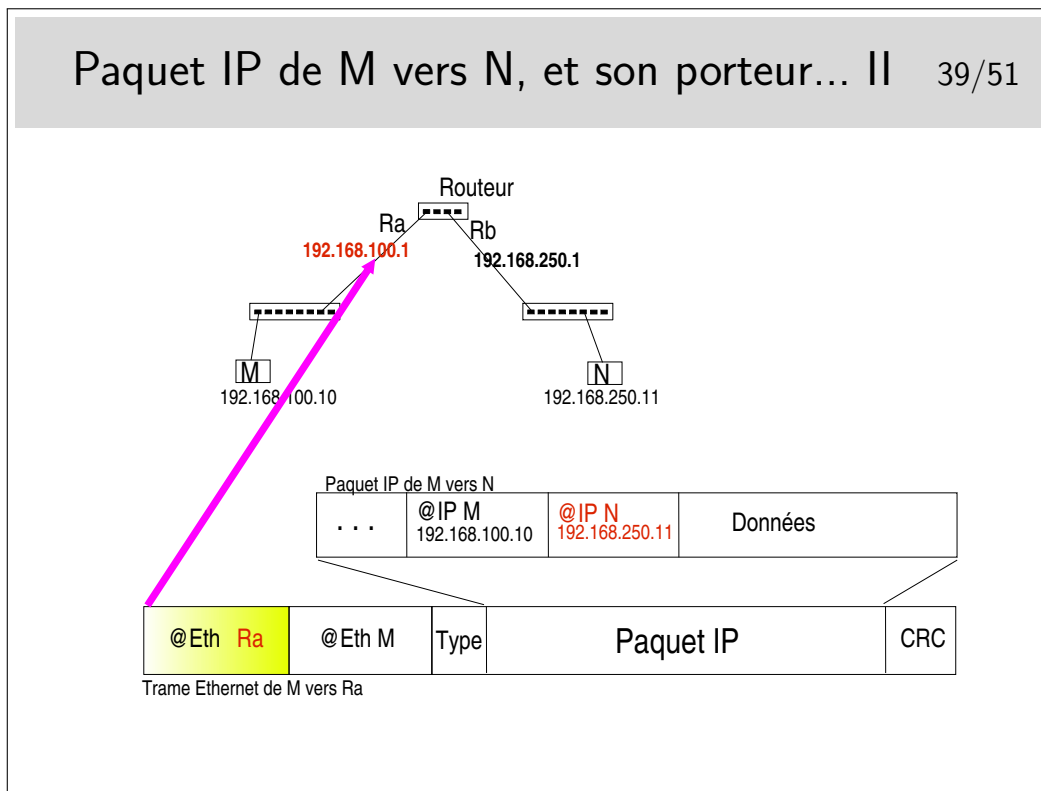 Paquet IP de M vers N, et son porteur... II 39/51
Routeur
Ra
Rb
192.168.100.1
192.168.250.1
M
N
192.168.100.10
192.168.250.11
Paquet IP de M vers N
. . .
@IP M
192.168.100.10
@IP N
192.168.250.11
Données
@Eth Ra
@Eth M
Type
Paquet IP
CRC
Trame Ethernet de M vers Ra